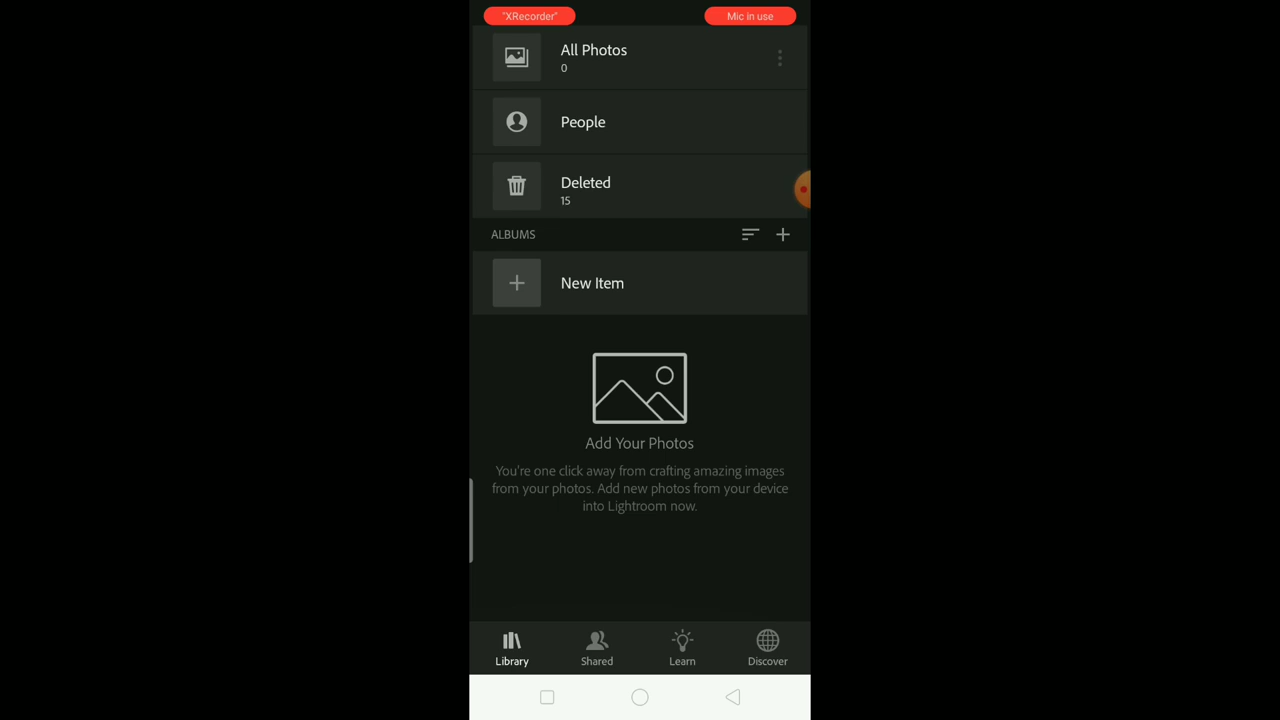 "XRecorder"
Mic in use
All Photos
0
People
Deleted
15
ALBUMS
New Item
Add Your Photos
You're one click away from crafting amazing images
from your photos. Add new photos from your device
into Lightroom now.
Library
Shared
Learn
Discover